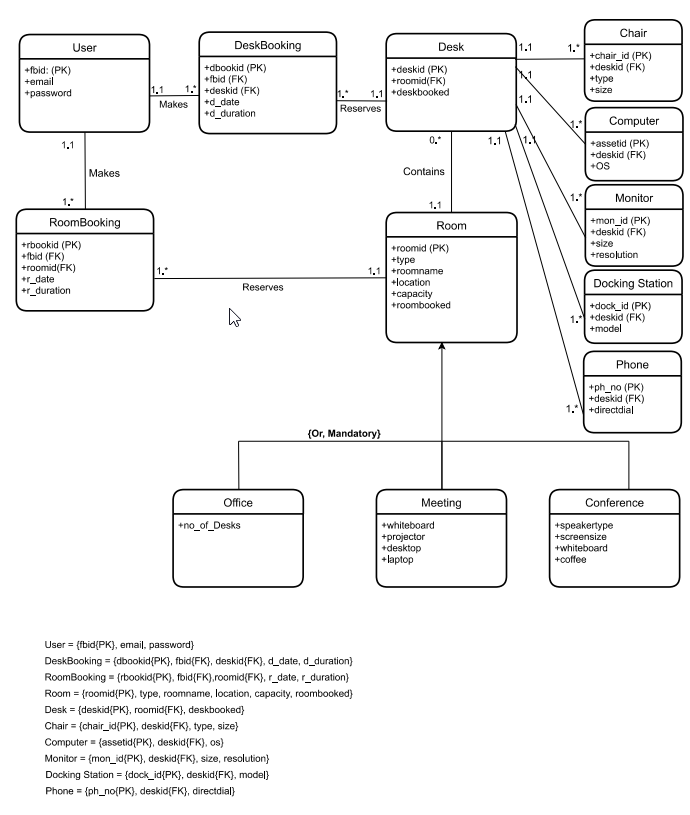 User
+fbid: (PK)
+email
+password
DeskBooking
+dbookid (PK)
+fbid (FK)
+deskid (FK)
+d_date
+d_duration
Desk
+deskid (PK)
+roomid(FK)
+deskbooked
Chair
+chair_id (PK)
+deskid (FK)
+type
+size
Computer
+assetid (PK)
+deskid (FK)
+OS
Monitor
+mon_id (PK)
+deskid (FK)
+size
+resolution
Docking Station
+dock_id (PK)
+deskid (FK)
+model
Phone
+ph_no (PK)
+deskid (FK)
+directdial
1.1
1.*
Makes
1.*
1.1
Reserves
1.1
1.*
1.1
1.*
1.1
1.*
1.1
1.*
1.1
1.*
1.1
Makes
1.*
0.*
Contains
1.1
RoomBooking
+rbookid (PK)
+fbid (FK)
+roomid(FK)
+r_date
+r_duration
1.*
1.1
Reserves
Room
+roomid (PK)
+type
+roomname
+location
+capacity
+roombooked
{Or, Mandatory}
Office
+no_of_Desks
Meeting
+whiteboard
+projector
+desktop
+laptop
Conference
+speakertype
+screensize
+whiteboard
+coffee
User = {fbid{PK}, email, password}
DeskBooking = {dbookid{PK}, fbid{FK}, deskid{FK}, d_date, d_duration}
RoomBooking = {rbookid{PK}, fbid{FK},roomid{FK}, r_date, r_duration}
Room = {roomid{PK}, type, roomname, location, capacity, roombooked}
Desk = {deskid{PK}, roomid{FK}, deskbooked}
Chair = {chair_id{PK}, deskid{FK}, type, size}
Computer = {assetid{PK}, deskid{FK}, os}
Monitor = {mon_id{PK}, deskid{FK}, size, resolution}
Docking Station = {dock_id{PK}, deskid{FK}, model}
Phone = {ph_no{PK}, deskid{FK}, directdial}